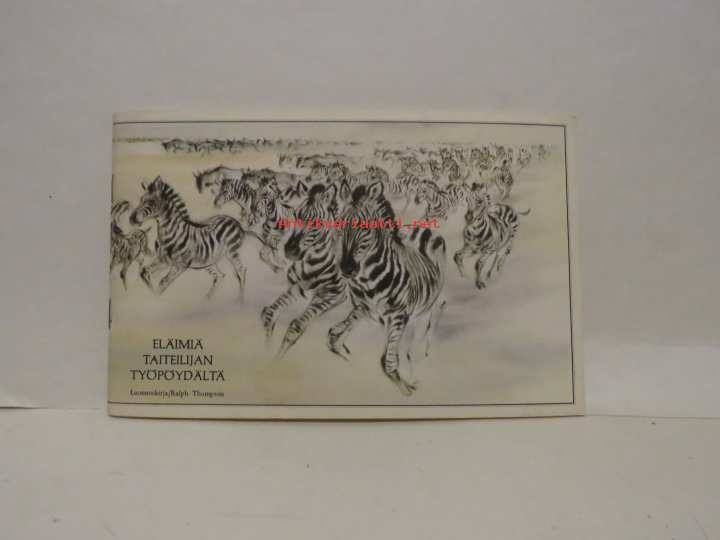 Antikvariaatti.net
ELÄIMIÄ
TAITEILIJAN
TYÖPÖYDÄLTÄ
Luonnoskirja/Ralph Thompson